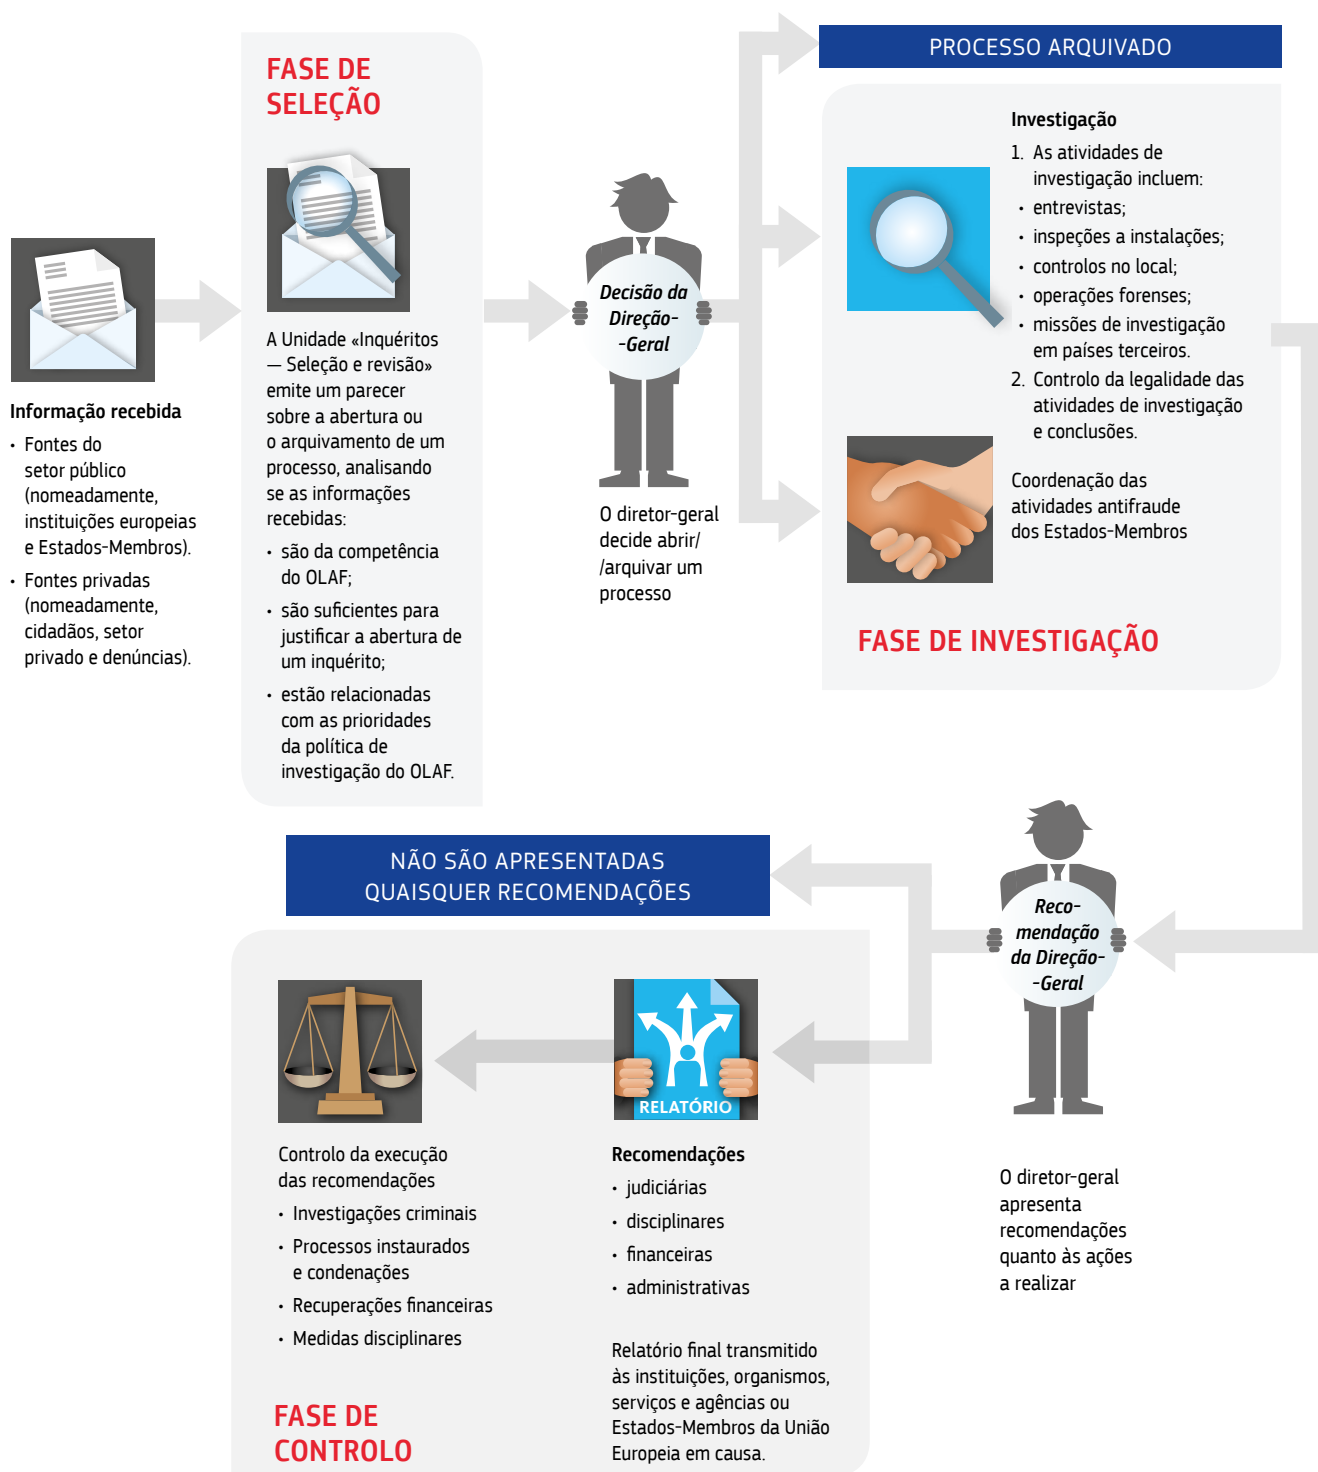 Informação recebida
• Fontes do
setor público
(nomeadamente,
instituições europeias
e Estados-Membros).
• Fontes privadas
(nomeadamente,
cidadãos, setor
privado e denúncias).
FASE DE
SELEÇÃO
A Unidade «Inquéritos
— Seleção e revisão»
emite um parecer
sobre a abertura ou
o arquivamento de um
processo, analisando
se as informações
recebidas:
• são da competência
do OLAF;
• são suficientes para
justificar a abertura de
um inquérito;
• estão relacionadas
com as prioridades
da política de
investigação do OLAF.
Decisão da
Direção-
-Geral
O diretor-geral
decide abrir/
/arquivar um
processo
PROCESSO ARQUIVADO
Investigação
1. As atividades de
investigação incluem:
• entrevistas;
• inspeções a instalações;
• controlos no local;
• operações forenses;
• missões de investigação
em países terceiros.
2. Controlo da legalidade das
atividades de investigação
e conclusões.
Coordenação das
atividades antifraude
dos Estados-Membros
FASE DE INVESTIGAÇÃO
Reco-
mendação
da Direção-
-Geral
O diretor-geral
apresenta
recomendações
quanto às ações
a realizar
NÃO SÃO APRESENTADAS
QUAISQUER RECOMENDAÇÕES
RELATÓRIO
Recomendações
• judiciárias
• disciplinares
• financeiras
• administrativas
Relatório final transmitido
às instituições, organismos,
serviços e agências ou
Estados-Membros da União
Europeia em causa.
Controlo da execução
das recomendações
• Investigações criminais
• Processos instaurados
e condenações
• Recuperações financeiras
• Medidas disciplinares
FASE DE
CONTROLO